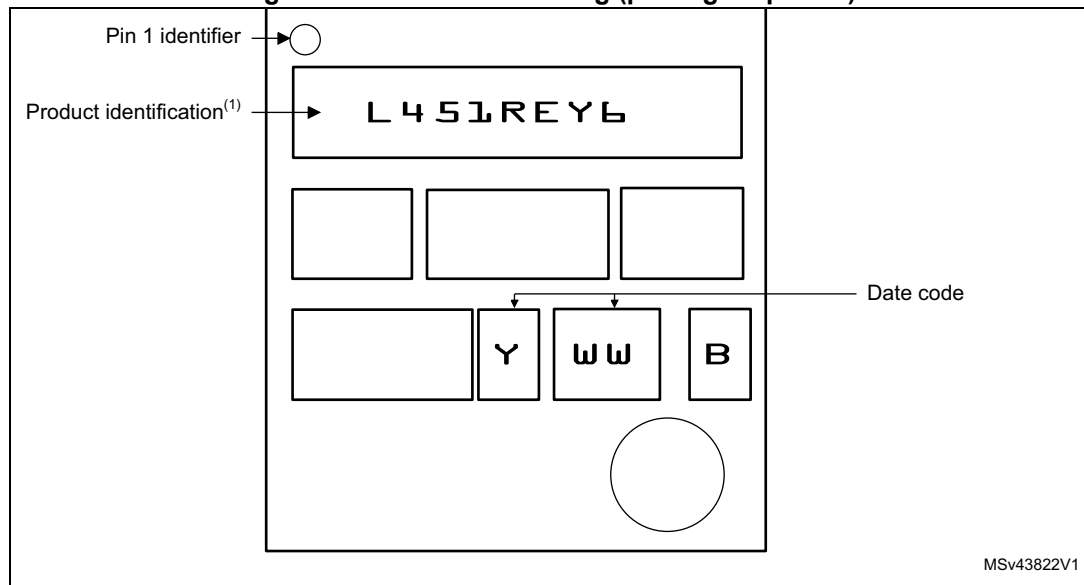 Pin 1 identifier
Product identification(1)
L451REY6
Date code
Y WW B
MSv43822V1